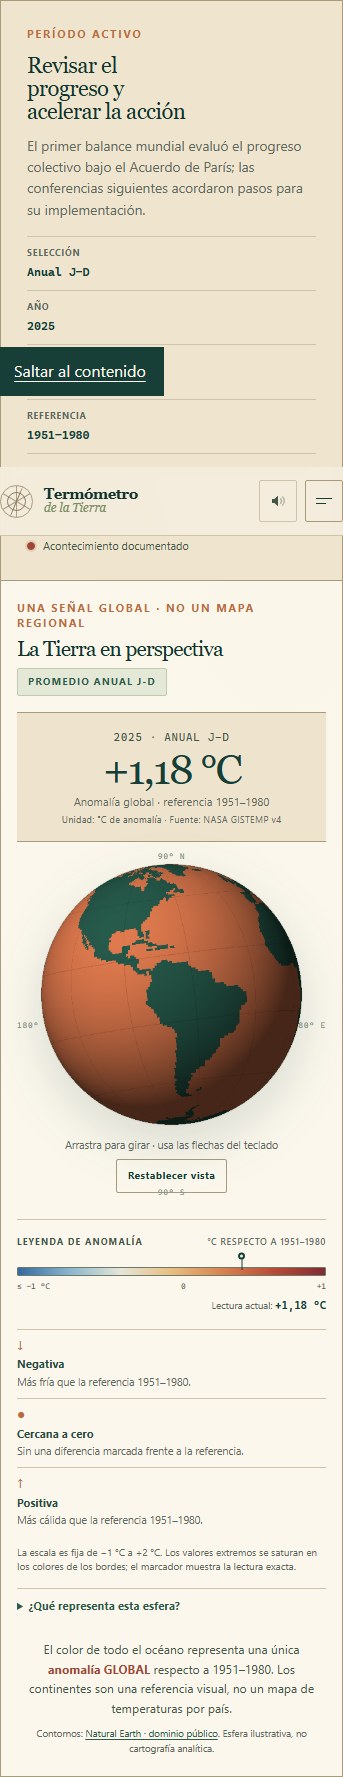 PERÍODO ACTIVO
Revisar el
progreso y
acelerar la acción
El primer balance mundial evaluó el progreso
colectivo bajo el Acuerdo de París; las
conferencias siguientes acordaron pasos para
su implementación.
SELECCIÓN
Anual J–D
AÑO
2025
Saltar al contenido
REFERENCIA
1951–1980
Termómetro
de la Tierra
Acontecimiento documentado
UNA SEÑAL GLOBAL · NO UN MAPA
REGIONAL
La Tierra en perspectiva
PROMEDIO ANUAL J-D
2025 · ANUAL J–D
+1,18 °C
Anomalía global · referencia 1951–1980
Unidad: °C de anomalía · Fuente: NASA GISTEMP v4
90° N
180°
80° E
Arrastra para girar · usa las flechas del teclado
Restablecer vista
90° S
LEYENDA DE ANOMALÍA
°C RESPECTO A 1951–1980
≤ −1 °C
0
+1
Lectura actual: +1,18 °C
↓
Negativa
Más fría que la referencia 1951–1980.
●
Cercana a cero
Sin una diferencia marcada frente a la referencia.
↑
Positiva
Más cálida que la referencia 1951–1980.
La escala es fija de −1 °C a +2 °C. Los valores extremos se saturan en
los colores de los bordes; el marcador muestra la lectura exacta.
▶ ¿Qué representa esta esfera?
El color de todo el océano representa una única
anomalía GLOBAL respecto a 1951–1980. Los
continentes son una referencia visual, no un mapa de
temperaturas por país.
Contornos: Natural Earth · dominio público. Esfera ilustrativa, no
cartografía analítica.